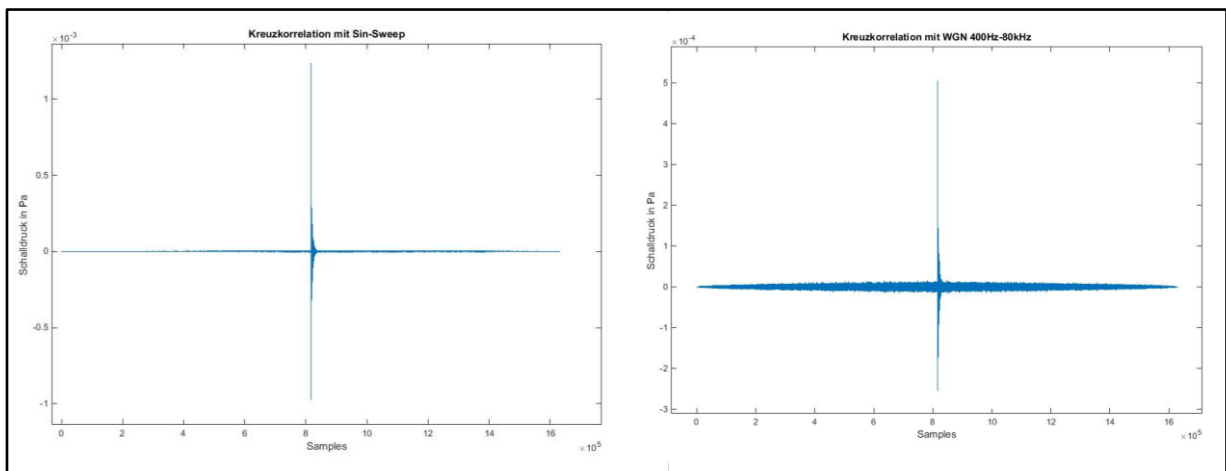 Kreuzkorrelation mit Sin-Sweep
×10⁻³
Schalldruck in Pa
1
0.5
0
-0.5
-1
0 2 4 6 8 10 12 14 16
Samples
×10⁵
Kreuzkorrelation mit WGN 400Hz-80kHz
×10⁻⁴
Schalldruck in Pa
5
4
3
2
1
0
-1
-2
-3
0 2 4 6 8 10 12 14 16
Samples
×10⁵